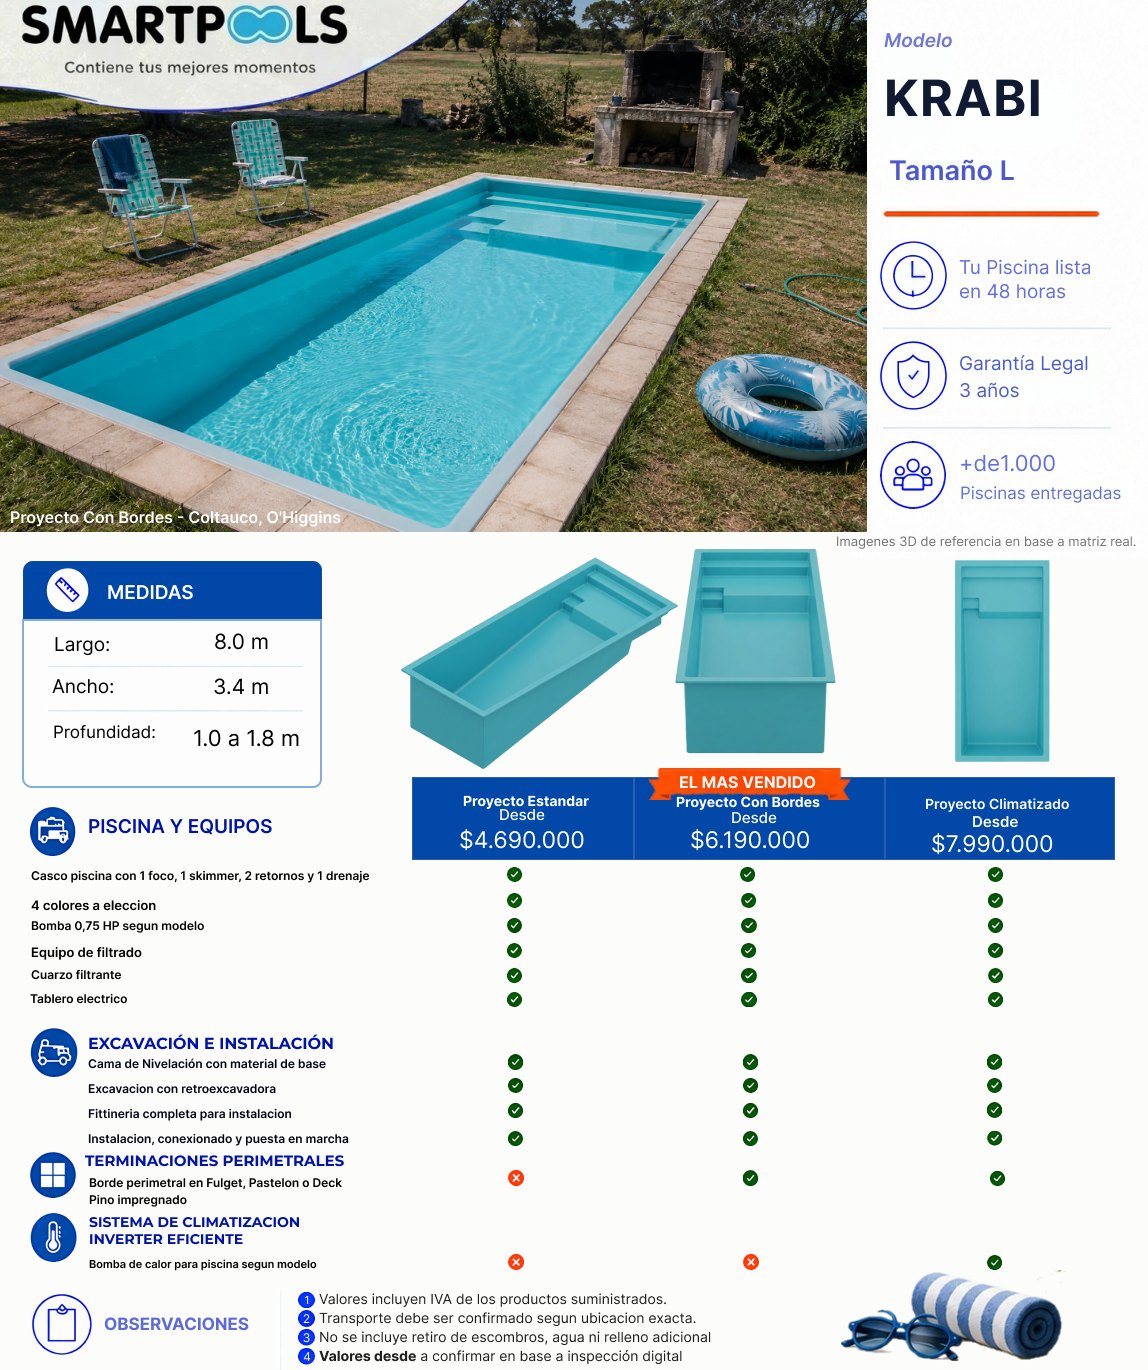 SMARTPOOLS
Contiene tus mejores momentos
Modelo
KRABI
Tamaño L
Tu Piscina lista
en 48 horas
Garantía Legal
3 años
+de1.000
Piscinas entregadas
Proyecto Con Bordes - Coltauco, O'Higgins
Imagenes 3D de referencia en base a matriz real.
MEDIDAS
Largo: 8.0 m
Ancho: 3.4 m
Profundidad: 1.0 a 1.8 m
EL MAS VENDIDO
Proyecto Estandar
Desde
$4.690.000
Proyecto Con Bordes
Desde
$6.190.000
Proyecto Climatizado
Desde
$7.990.000
PISCINA Y EQUIPOS
Casco piscina con 1 foco, 1 skimmer, 2 retornos y 1 drenaje
4 colores a eleccion
Bomba 0,75 HP segun modelo
Equipo de filtrado
Cuarzo filtrante
Tablero electrico
EXCAVACIÓN E INSTALACIÓN
Cama de Nivelación con material de base
Excavacion con retroexcavadora
Fittineria completa para instalacion
Instalacion, conexionado y puesta en marcha
TERMINACIONES PERIMETRALES
Borde perimetral en Fulget, Pastelon o Deck
Pino impregnado
SISTEMA DE CLIMATIZACION
INVERTER EFICIENTE
Bomba de calor para piscina segun modelo
OBSERVACIONES
1 Valores incluyen IVA de los productos suministrados.
2 Transporte debe ser confirmado segun ubicacion exacta.
3 No se incluye retiro de escombros, agua ni relleno adicional
4 Valores desde a confirmar en base a inspección digital